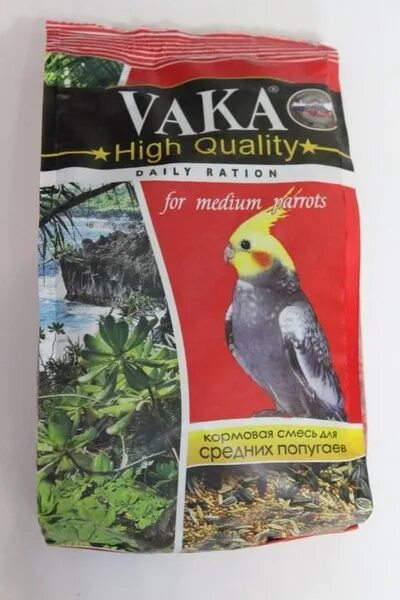 VAKA®
High Quality
DAILY RATION
for medium parrots
кормовая смесь для
средних попугаев